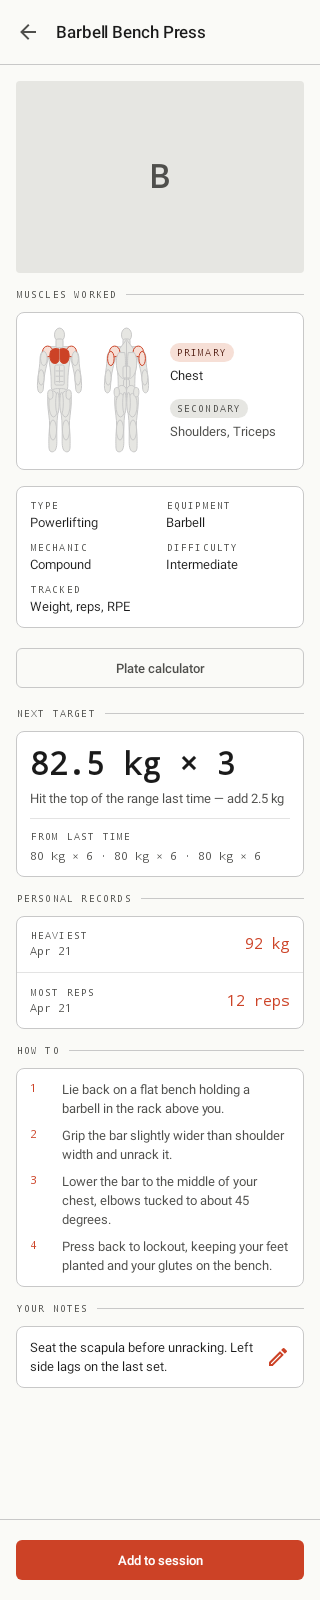 Barbell Bench Press
B
MUSCLES WORKED
PRIMARY
Chest
SECONDARY
Shoulders, Triceps
TYPE
Powerlifting
EQUIPMENT
Barbell
MECHANIC
Compound
DIFFICULTY
Intermediate
TRACKED
Weight, reps, RPE
Plate calculator
NEXT TARGET
82.5 kg × 3
Hit the top of the range last time — add 2.5 kg
FROM LAST TIME
80 kg × 6 · 80 kg × 6 · 80 kg × 6
PERSONAL RECORDS
HEAVIEST
Apr 21
92 kg
MOST REPS
Apr 21
12 reps
HOW TO
1 Lie back on a flat bench holding a
barbell in the rack above you.
2 Grip the bar slightly wider than shoulder
width and unrack it.
3 Lower the bar to the middle of your
chest, elbows tucked to about 45
degrees.
4 Press back to lockout, keeping your feet
planted and your glutes on the bench.
YOUR NOTES
Seat the scapula before unracking. Left
side lags on the last set.
Add to session